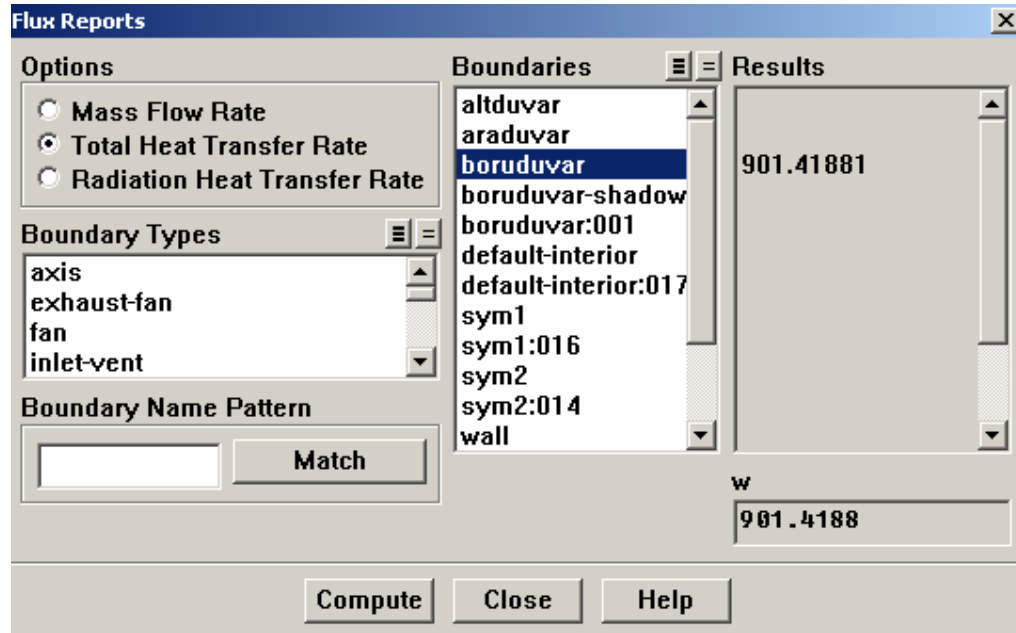 Flux Reports
Options
Mass Flow Rate
Total Heat Transfer Rate
Radiation Heat Transfer Rate
Boundary Types
axis
exhaust-fan
fan
inlet-vent
Boundary Name Pattern
Match
Boundaries
altduvar
araduvar
boruduvar
boruduvar-shadow
boruduvar:001
default-interior
default-interior:017
sym1
sym1:016
sym2
sym2:014
wall
Results
901.41881
w
901.4188
Compute Close Help